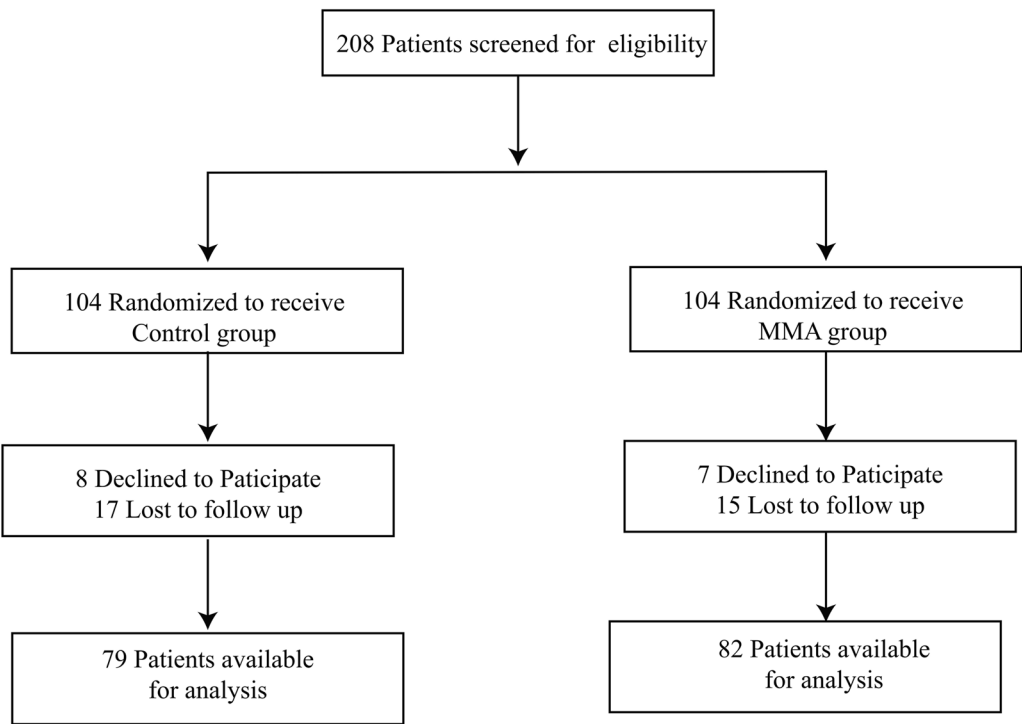 208 Patients screened for eligibility
104 Randomized to receive
Control group
104 Randomized to receive
MMA group
8 Declined to Paticipate
17 Lost to follow up
7 Declined to Paticipate
15 Lost to follow up
79 Patients available
for analysis
82 Patients available
for analysis